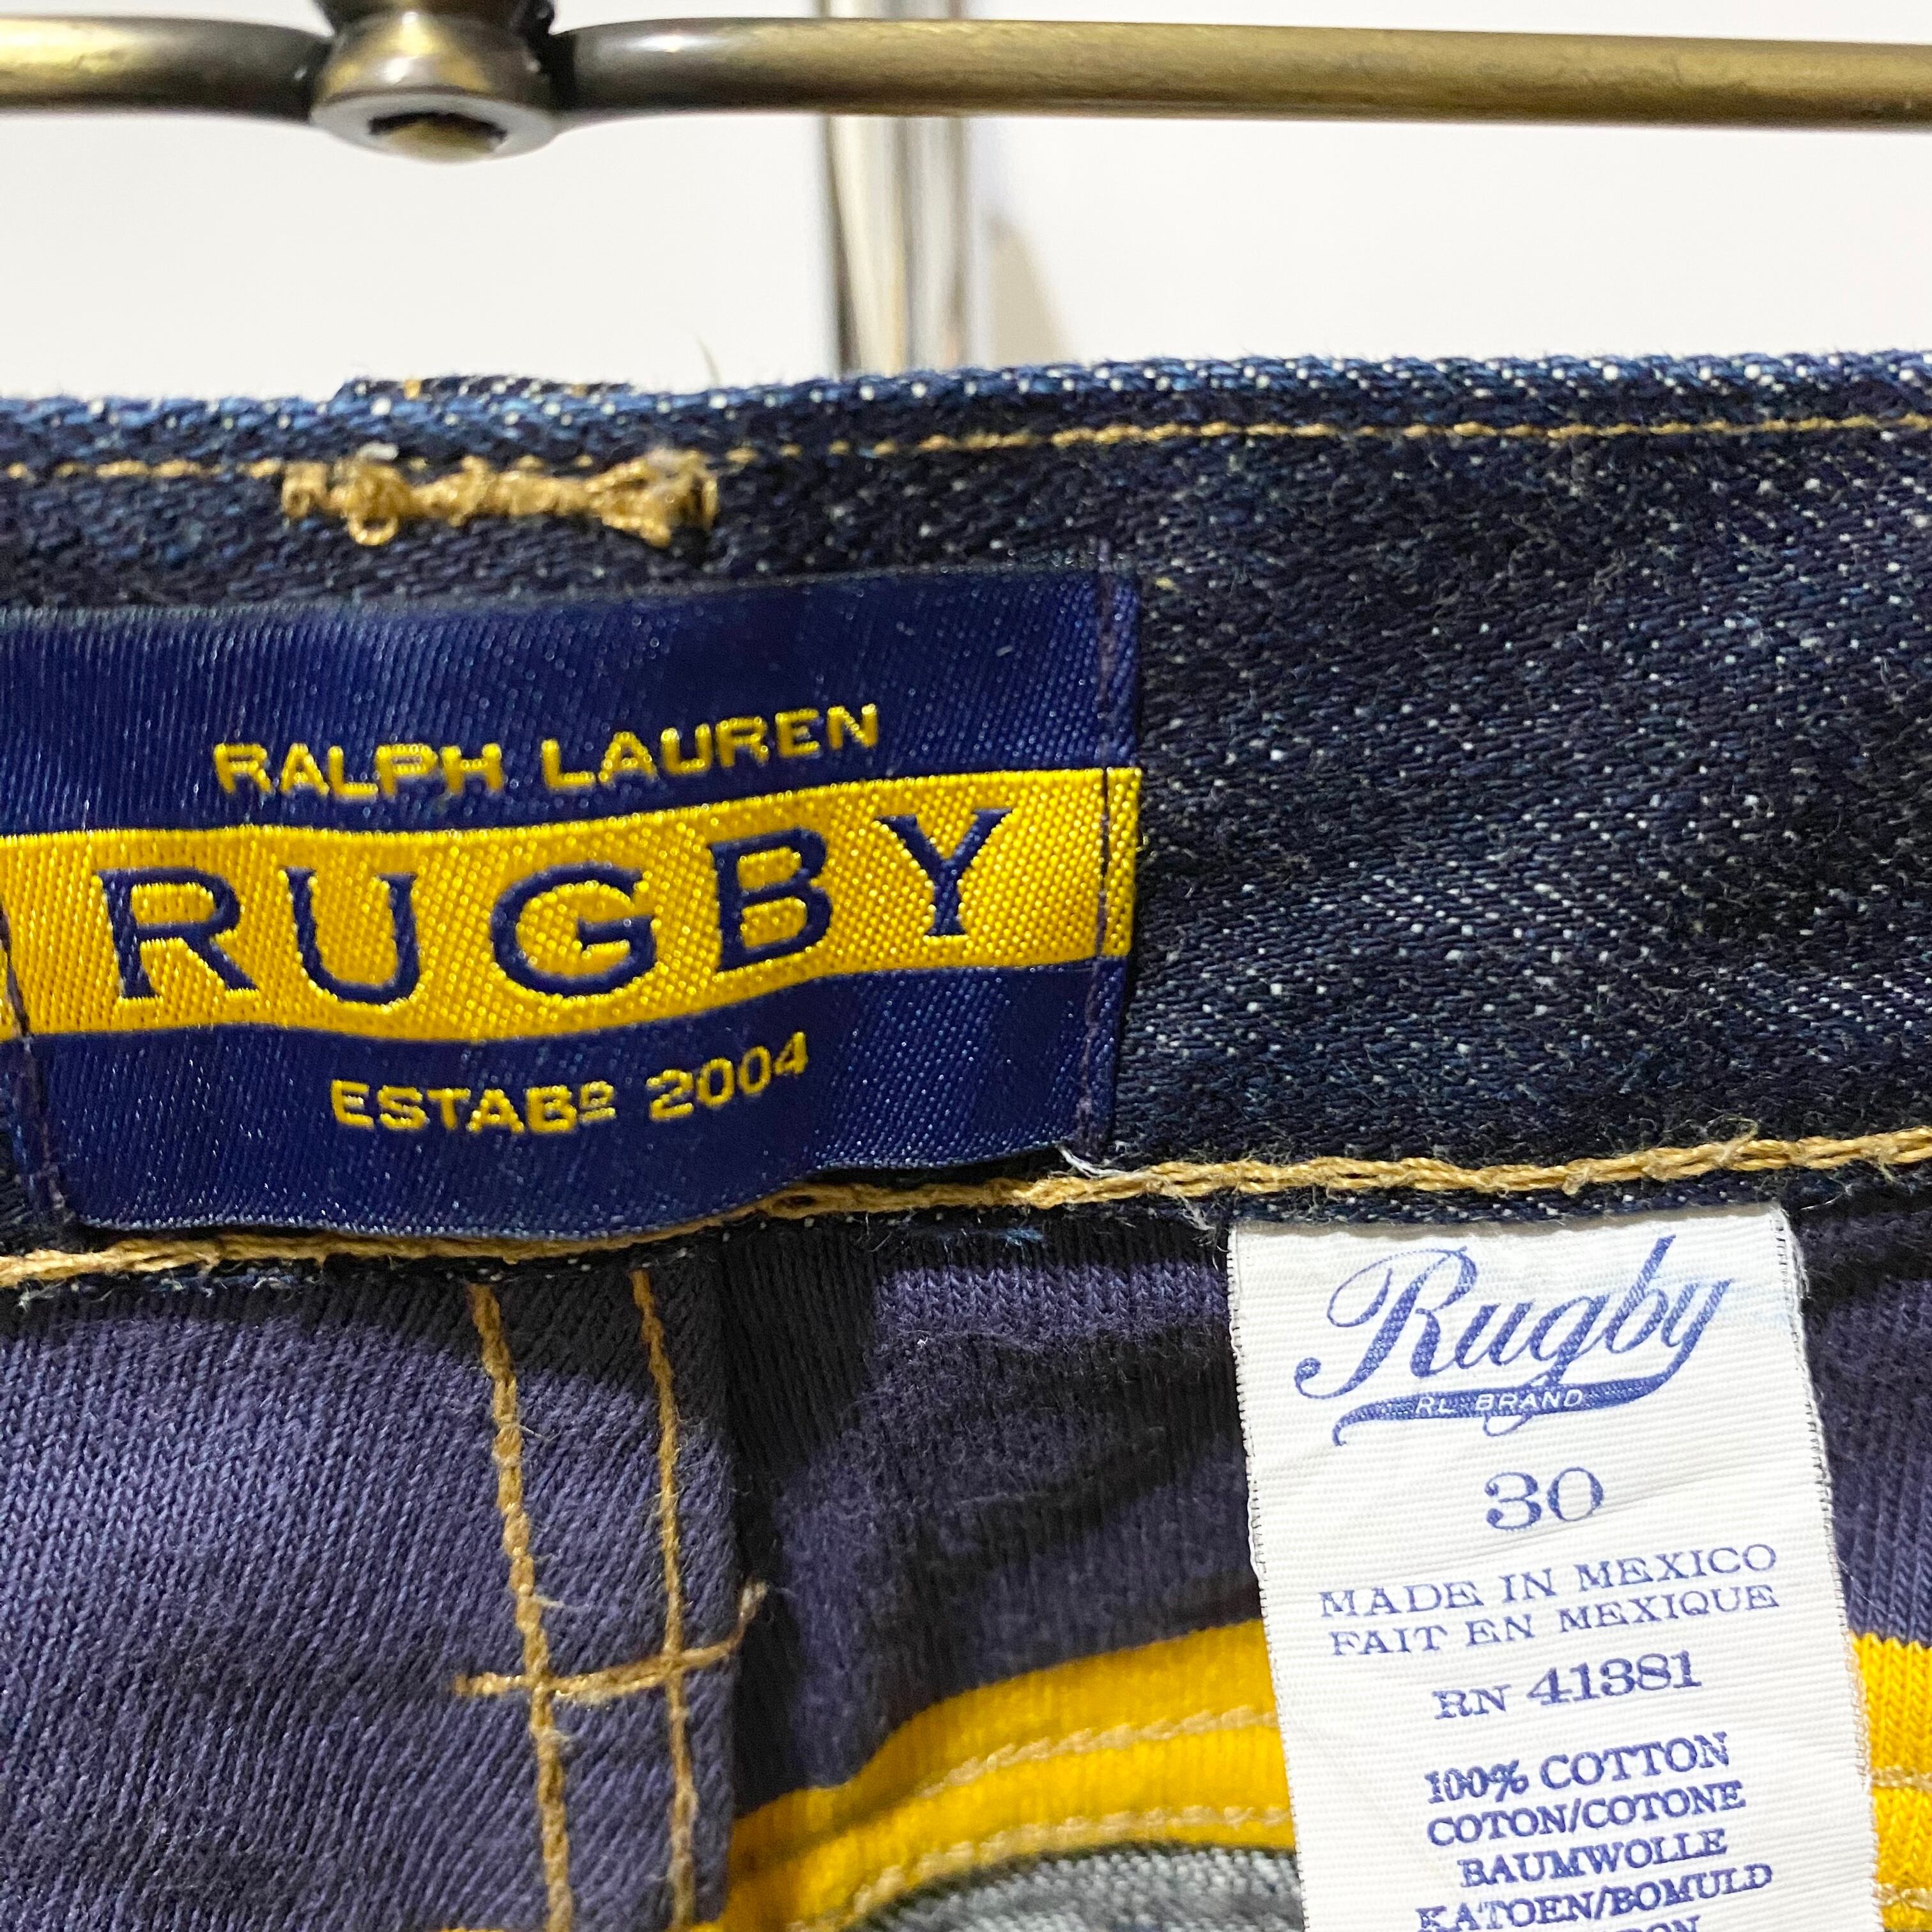 RALPH LAUREN
RUGBY
ESTABD 2004
Rugby
RL BRAND
30
MADE IN MEXICO
FAIT EN MEXIQUE
RN 41381
100% COTTON
COTON/COTONE
BAUMWOLLE
KATOEN/BOMULD